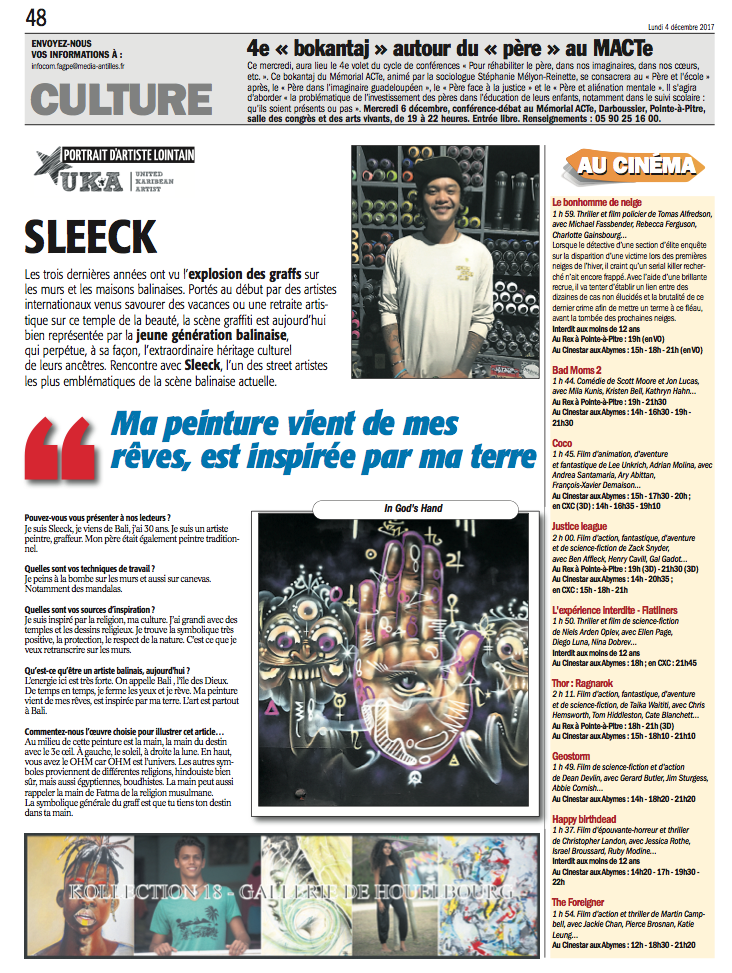 48
Lundi 4 décembre 2017
ENVOYEZ-NOUS
VOS INFORMATIONS À :
infocom.fagpe@media-antilles.fr
CULTURE
4e « bokantaj » autour du « père » au MACTe
Ce mercredi, aura lieu le 4e volet du cycle de conférences « Pour réhabiliter le père, dans nos imaginaires, dans nos cœurs,
etc. ». Ce bokantaj du Mémorial ACTe, animé par la sociologue Stéphanie Mélyon-Reinette, se consacrera au « Père et l'école »
après, le « Père dans l'imaginaire guadeloupéen », le « Père face à la justice » et le « Père et aliénation mentale ». Il s'agira
d'aborder « la problématique de l'investissement des pères dans l'éducation de leurs enfants, notamment dans le suivi scolaire :
qu'ils soient présents ou pas ». Mercredi 6 décembre, conférence-débat au Mémorial ACTe, Darboussier, Pointe-à-Pitre,
salle des congrès et des arts vivants, de 19 à 22 heures. Entrée libre. Renseignements : 05 90 25 16 00.
PORTRAIT D'ARTISTE LOINTAIN
UKA
UNITED
KARIBEAN
ARTIST
SLEECK
Les trois dernières années ont vu l'explosion des graffs sur
les murs et les maisons balinaises. Portés au début par des artistes
internationaux venus savourer des vacances ou une retraite artis-
tique sur ce temple de la beauté, la scène graffiti est aujourd'hui
bien représentée par la jeune génération balinaise,
qui perpétue, à sa façon, l'extraordinaire héritage culturel
de leurs ancêtres. Rencontre avec Sleeck, l'un des street artistes
les plus emblématiques de la scène balinaise actuelle.
Ma peinture vient de mes
rêves, est inspirée par ma terre
Pouvez-vous vous présenter à nos lecteurs ?
Je suis Sleeck, je viens de Bali, j'ai 30 ans. Je suis un artiste
peintre, graffeur. Mon père était également peintre tradition-
nel.
Quelles sont vos techniques de travail ?
Je peins à la bombe sur les murs et aussi sur canevas.
Notamment des mandalas.
Quelles sont vos sources d'inspiration ?
Je suis inspiré par la religion, ma culture. J'ai grandi avec des
temples et les dessins religieux. Je trouve la symbolique très
positive, la protection, le respect de la nature. C'est ce que je
veux retranscrire sur les murs.
Qu'est-ce qu'être un artiste balinais, aujourd'hui ?
L'energie ici est très forte. On appelle Bali , l'île des Dieux.
De temps en temps, je ferme les yeux et je rêve. Ma peinture
vient de mes rêves, est inspirée par ma terre. L'art est partout
à Bali.
Commentez-nous l'œuvre choisie pour illustrer cet article…
Au milieu de cette peinture est la main, la main du destin
avec le 3e œil. À gauche, le soleil, à droite la lune. En haut,
vous avez le OHM car OHM est l'univers. Les autres sym-
boles proviennent de différentes religions, hindouiste bien
sûr, mais aussi égyptiennes, boudhistes. La main peut aussi
rappeler la main de Fatma de la religion musulmane.
La symbolique générale du graff est que tu tiens ton destin
dans ta main.
In God's Hand
KOLLECTION 18 - GALLERIE DE HOUELBOURG
AU CINÉMA
Le bonhomme de neige
1 h 59. Thriller et film policier de Tomas Alfredson,
avec Michael Fassbender, Rebecca Ferguson,
Charlotte Gainsbourg…
Lorsque le détective d'une section d'élite enquête
sur la disparition d'une victime lors des premières
neiges de l'hiver, il craint qu'un serial killer recher-
ché n'ait encore frappé. Avec l'aide d'une brillante
recrue, il va tenter d'établir un lien entre des
dizaines de cas non élucidés et la brutalité de ce
dernier crime afin de mettre un terme à ce fléau,
avant la tombée des prochaines neiges.
Interdit aux moins de 12 ans
Au Rex à Pointe-à-Pitre : 19h (en VO)
Au Cinestar aux Abymes : 15h - 18h - 21h (en VO)
Bad Moms 2
1 h 44. Comédie de Scott Moore et Jon Lucas,
avec Mila Kunis, Kristen Bell, Kathryn Hahn…
Au Rex à Pointe-à-Pitre : 19h - 21h30
Au Cinestar aux Abymes : 14h - 16h30 - 19h -
21h30
Coco
1 h 45. Film d'animation, d'aventure
et fantastique de Lee Unkrich, Adrian Molina, avec
Andrea Santamaria, Ary Abittan,
François-Xavier Demaison…
Au Cinestar aux Abymes : 15h - 17h30 - 20h ;
en CXC (3D) : 14h - 16h35 - 19h10
Justice league
2 h 00. Film d'action, fantastique, d'aventure
et de science-fiction de Zack Snyder,
avec Ben Affleck, Henry Cavill, Gal Gadot…
Au Rex à Pointe-à-Pitre : 19h (3D) - 21h30 (3D)
Au Cinestar aux Abymes : 14h - 20h35 ;
en CXC : 15h - 18h - 21h
L'expérience interdite - Flatliners
1 h 50. Thriller et film de science-fiction
de Niels Arden Oplev, avec Ellen Page,
Diego Luna, Nina Dobrev…
Interdit aux moins de 12 ans
Au Cinestar aux Abymes : 18h ; en CXC : 21h45
Thor : Ragnarok
2 h 11. Film d'action, fantastique, d'aventure
et de science-fiction, de Taika Waititi, avec Chris
Hemsworth, Tom Hiddleston, Cate Blanchett…
Au Rex à Pointe-à-Pitre : 18h - 21h (3D)
Au Cinestar aux Abymes : 15h - 18h10 - 21h10
Geostorm
1 h 49. Film de science-fiction et d'action
de Dean Devlin, avec Gerard Butler, Jim Sturgess,
Abbie Cornish…
Au Cinestar aux Abymes : 14h - 18h20 - 21h20
Happy birthdead
1 h 37. Film d'épouvante-horreur et thriller
de Christopher Landon, avec Jessica Rothe,
Israel Broussard, Ruby Modine…
Interdit aux moins de 12 ans
Au Cinestar aux Abymes : 14h20 - 17h - 19h30 -
22h
The Foreigner
1 h 54. Film d'action et thriller de Martin Camp-
bell, avec Jackie Chan, Pierce Brosnan, Katie
Leung…
Au Cinestar aux Abymes : 12h - 18h30 - 21h20